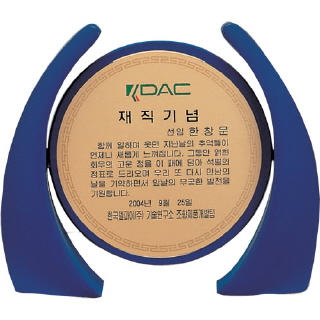 KDAC
재직기념
선임 한창문
함께 일하며 웃던 지난날의 추억들이
언제나 새롭게 느껴집니다. 그동안 맺힌
회우의 고운 정을 이 패에 담아 석별의
정표로 드리오며 우리 또 다시 만날의
날을 기약하면서 앞날의 무궁한 발전을
기원합니다.
2004년 9월 25일
한국델파이(주) 기술연구소 조향제품개발팀